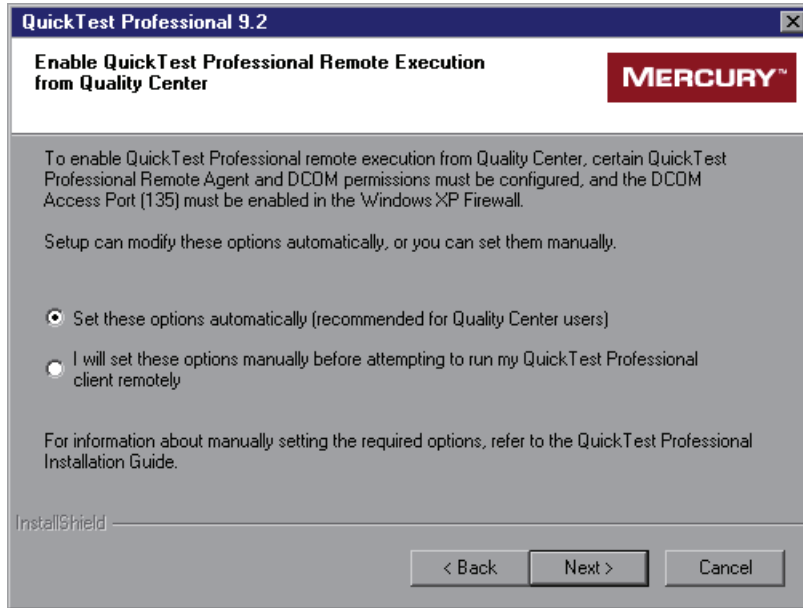 QuickTest Professional 9.2
Enable QuickTest Professional Remote Execution
from Quality Center
MERCURY™
To enable QuickTest Professional remote execution from Quality Center, certain QuickTest
Professional Remote Agent and DCOM permissions must be configured, and the DCOM
Access Port (135) must be enabled in the Windows XP Firewall.
Setup can modify these options automatically, or you can set them manually.
Set these options automatically (recommended for Quality Center users)
I will set these options manually before attempting to run my QuickTest Professional
client remotely
For information about manually setting the required options, refer to the QuickTest Professional
Installation Guide.
InstallShield
< Back
Next >
Cancel